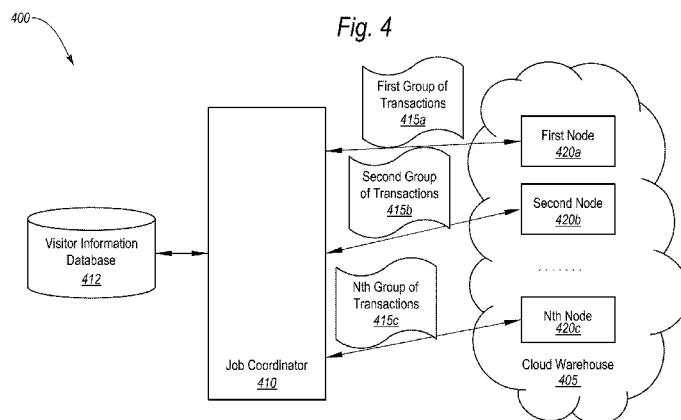 400
Fig. 4
First Group of
Transactions
415a
First Node
420a
Second Group
of Transactions
415b
Second Node
420b
Visitor Information
Database
412
.......
Nth Group of
Transactions
415c
Nth Node
420c
Job Coordinator
410
Cloud Warehouse
405